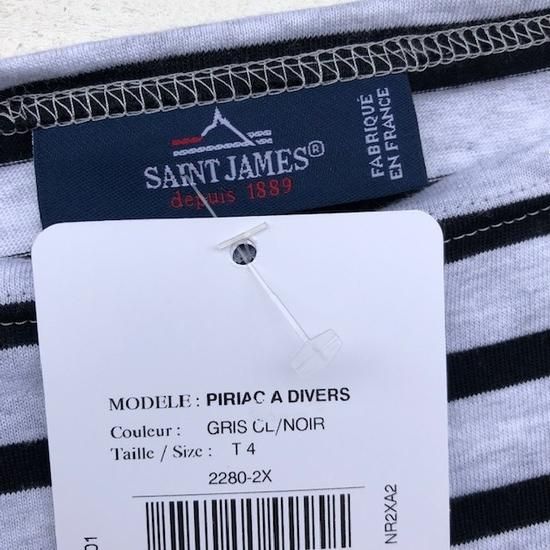 SAINT JAMES®
depuis 1889
FABRIQUÉ
EN FRANCE
MODELE : PIRIAC A DIVERS
Couleur : GRIS CL/NOIR
Taille / Size : T 4
2280-2X
NR2XA2
01